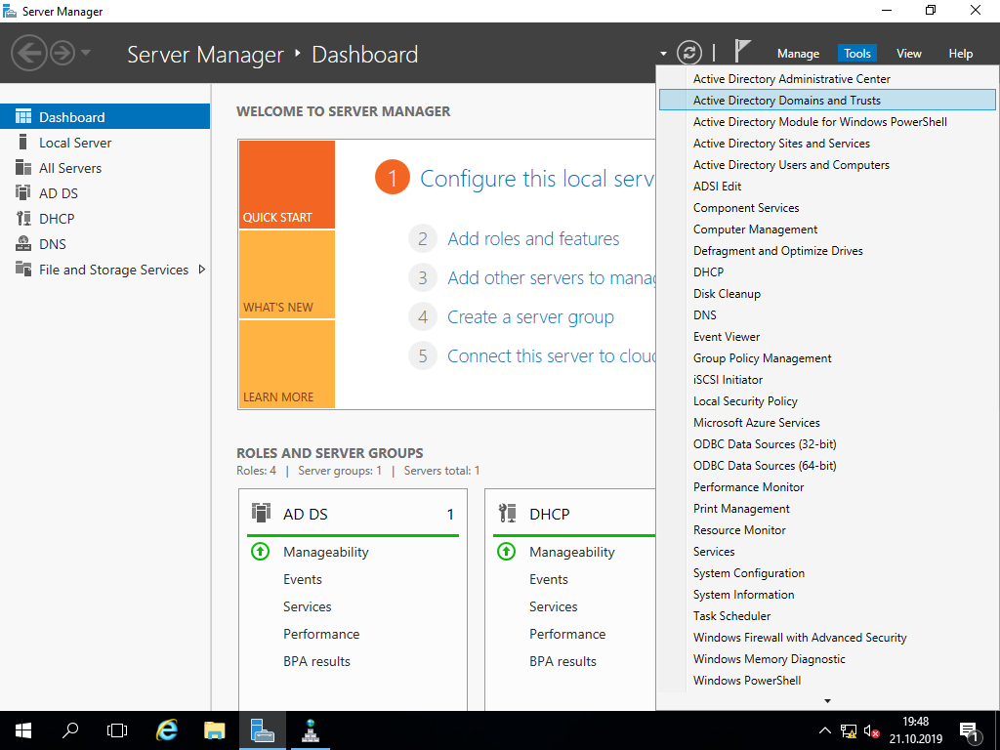 Server Manager
Server Manager ‣ Dashboard
Manage Tools View Help
Dashboard
Local Server
All Servers
AD DS
DHCP
DNS
File and Storage Services
WELCOME TO SERVER MANAGER
QUICK START
WHAT'S NEW
LEARN MORE
1 Configure this local serv
2 Add roles and features
3 Add other servers to manag
4 Create a server group
5 Connect this server to clou
ROLES AND SERVER GROUPS
Roles: 4 | Server groups: 1 | Servers total: 1
AD DS 1
Manageability
Events
Services
Performance
BPA results
DHCP
Manageability
Events
Services
Performance
BPA results
Active Directory Administrative Center
Active Directory Domains and Trusts
Active Directory Module for Windows PowerShell
Active Directory Sites and Services
Active Directory Users and Computers
ADSI Edit
Component Services
Computer Management
Defragment and Optimize Drives
DHCP
Disk Cleanup
DNS
Event Viewer
Group Policy Management
iSCSI Initiator
Local Security Policy
Microsoft Azure Services
ODBC Data Sources (32-bit)
ODBC Data Sources (64-bit)
Performance Monitor
Print Management
Resource Monitor
Services
System Configuration
System Information
Task Scheduler
Windows Firewall with Advanced Security
Windows Memory Diagnostic
Windows PowerShell
19:48
21.10.2019
1